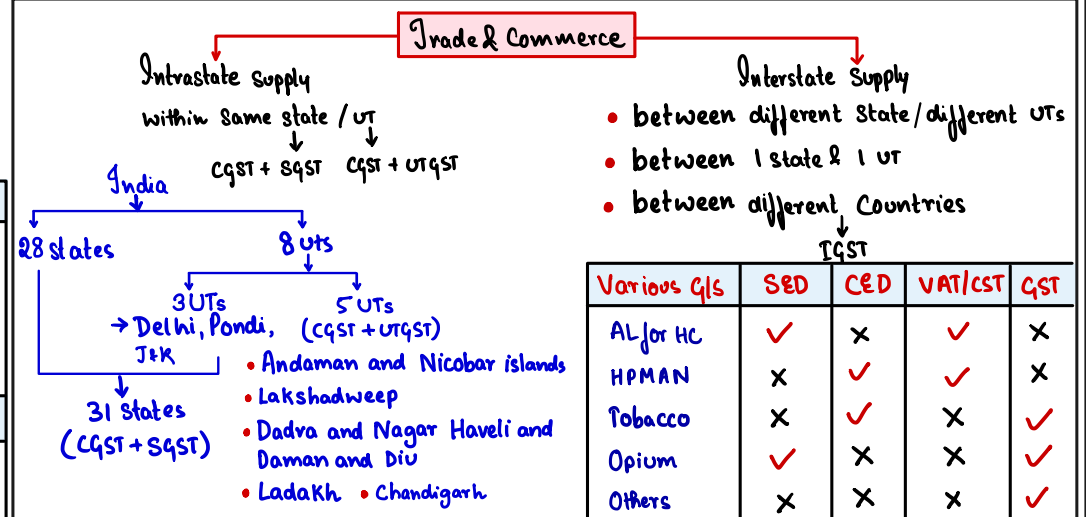 Trade & Commerce
Intrastate Supply
within same state / UT
CGST + SGST CGST + UTGST
India
28 states
8 uts
3 UTs
→ Delhi, Pondi,
J+K
31 states
(CGST + SGST)
5 UTs
(CGST + UTGST)
• Andaman and Nicobar islands
• Lakshadweep
• Dadra and Nagar Haveli and
Daman and Diu
• Ladakh • Chandigarh
Interstate Supply
• between different State/different UTs
• between 1 state & 1 UT
• between different Countries
IGST
Various G/s SED CED VAT/CST GST
AL for HC ✓ × ✓ ×
HPMAN × ✓ ✓ ×
Tobacco × ✓ × ✓
Opium ✓ × × ✓
Others × × × ✓